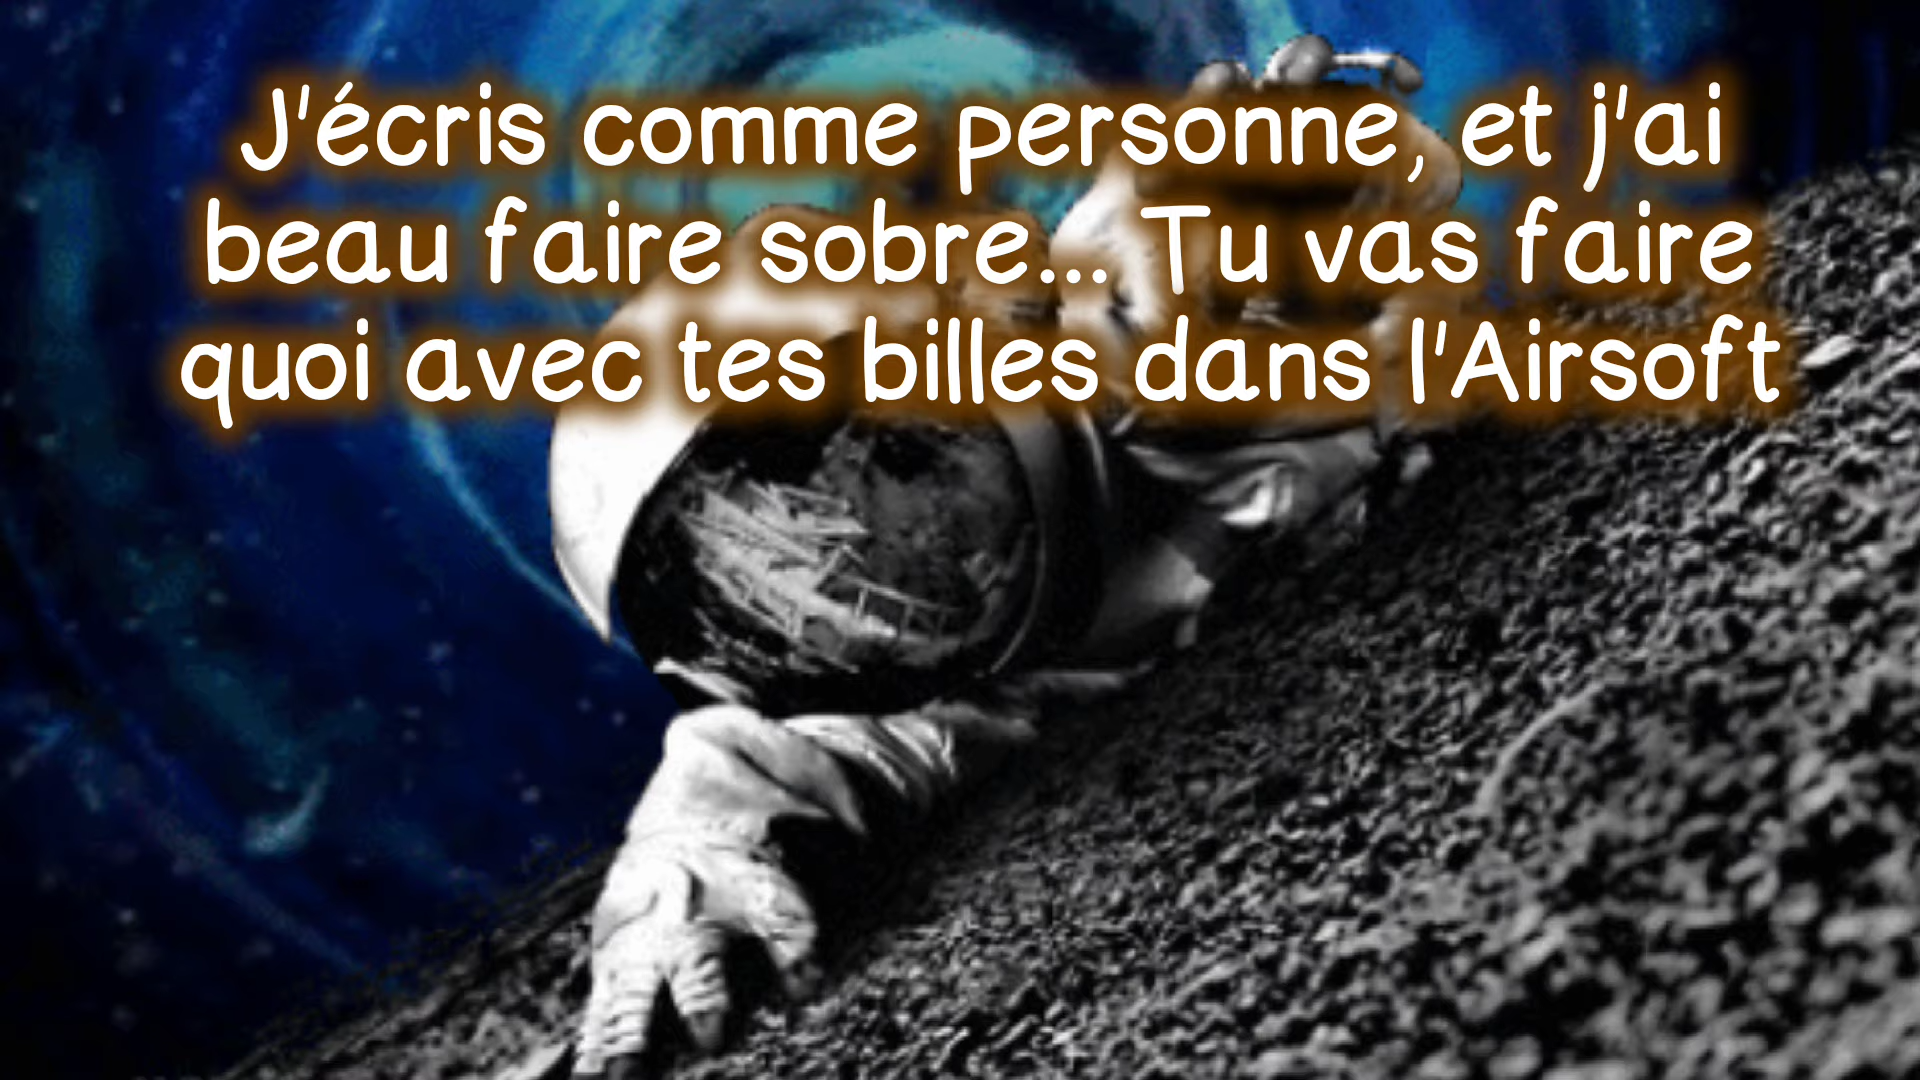 J'écris comme personne, et j'ai
beau faire sobre... Tu vas faire
quoi avec tes billes dans l'Airsoft